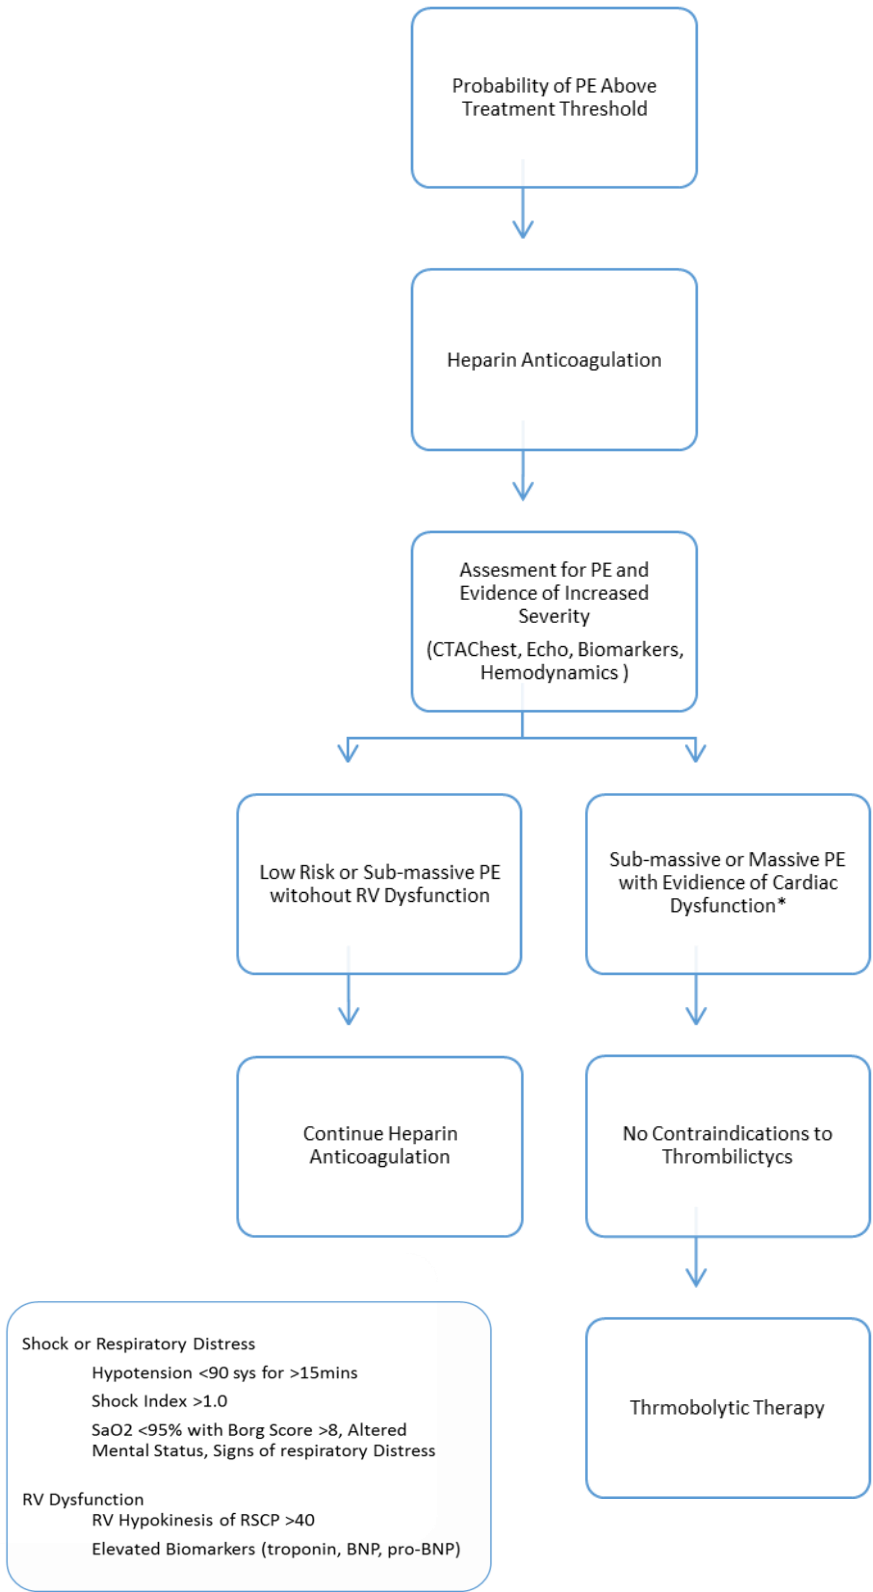 Probability of PE Above
Treatment Threshold
Heparin Anticoagulation
Assesment for PE and
Evidence of Increased
Severity
(CTAChest, Echo, Biomarkers,
Hemodynamics )
Low Risk or Sub-massive PE
witohout RV Dysfunction
Sub-massive or Massive PE
with Evidience of Cardiac
Dysfunction*
Continue Heparin
Anticoagulation
No Contraindications to
Thrombilictycs
Thrmobolytic Therapy
Shock or Respiratory Distress
Hypotension <90 sys for >15mins
Shock Index >1.0
SaO2 <95% with Borg Score >8, Altered
Mental Status, Signs of respiratory Distress
RV Dysfunction
RV Hypokinesis of RSCP >40
Elevated Biomarkers (troponin, BNP, pro-BNP)